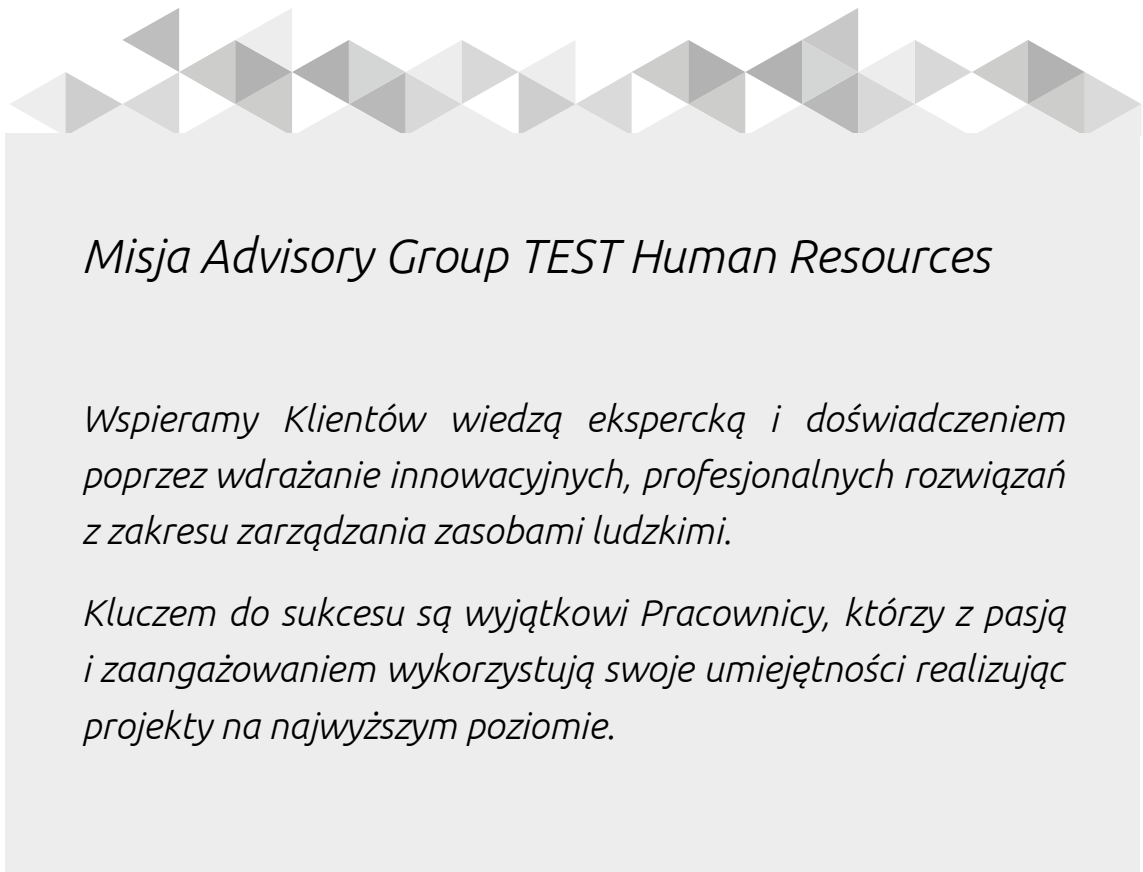 Misja Advisory Group TEST Human Resources
Wspieramy Klientów wiedzą ekspercką i doświadczeniem
poprzez wdrażanie innowacyjnych, profesjonalnych rozwiązań
z zakresu zarządzania zasobami ludzkimi.
Kluczem do sukcesu są wyjątkowi Pracownicy, którzy z pasją
i zaangażowaniem wykorzystują swoje umiejętności realizując
projekty na najwyższym poziomie.